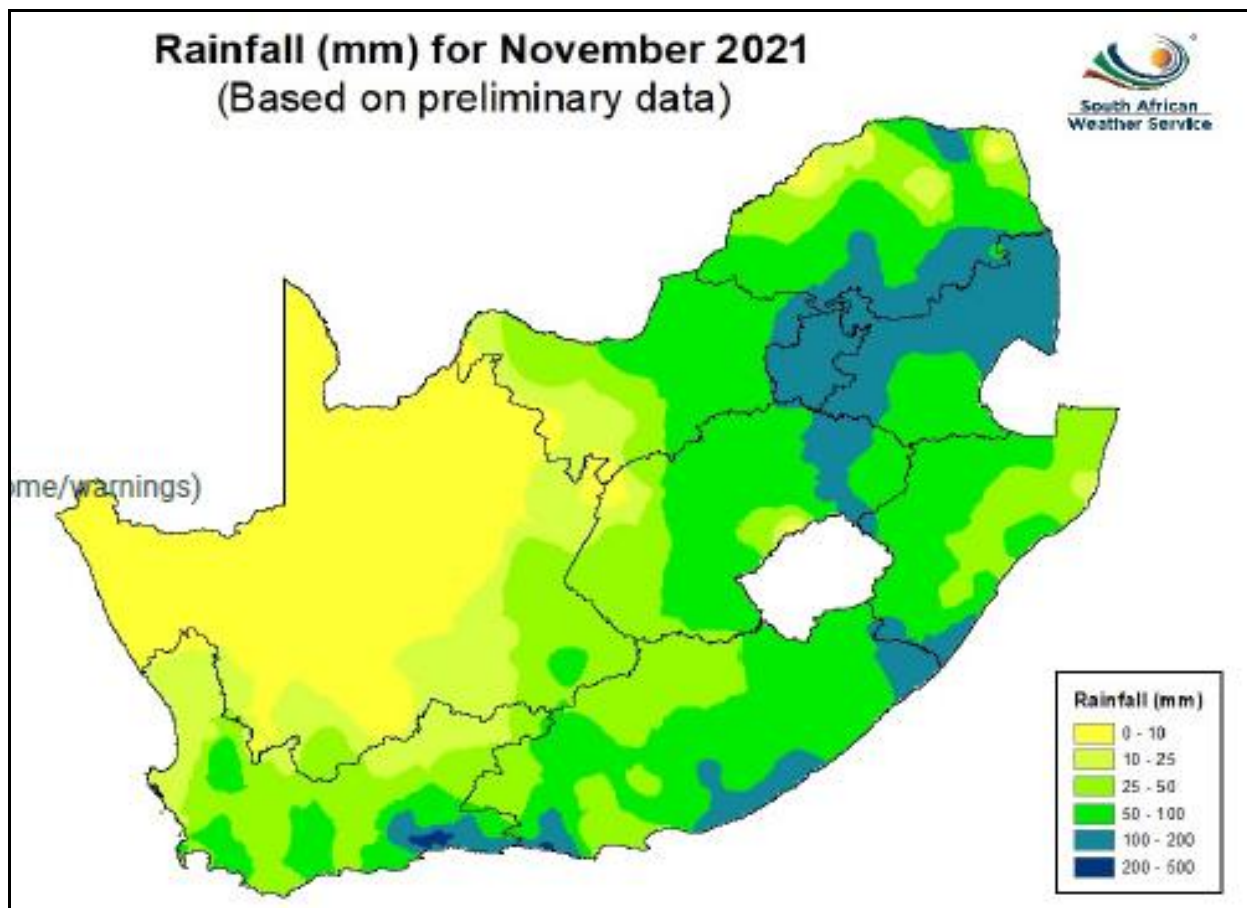 Rainfall (mm) for November 2021
(Based on preliminary data)
South African
Weather Service
ome/warnings)
Rainfall (mm)
0 - 10
10 - 25
25 - 50
50 - 100
100 - 200
200 - 500